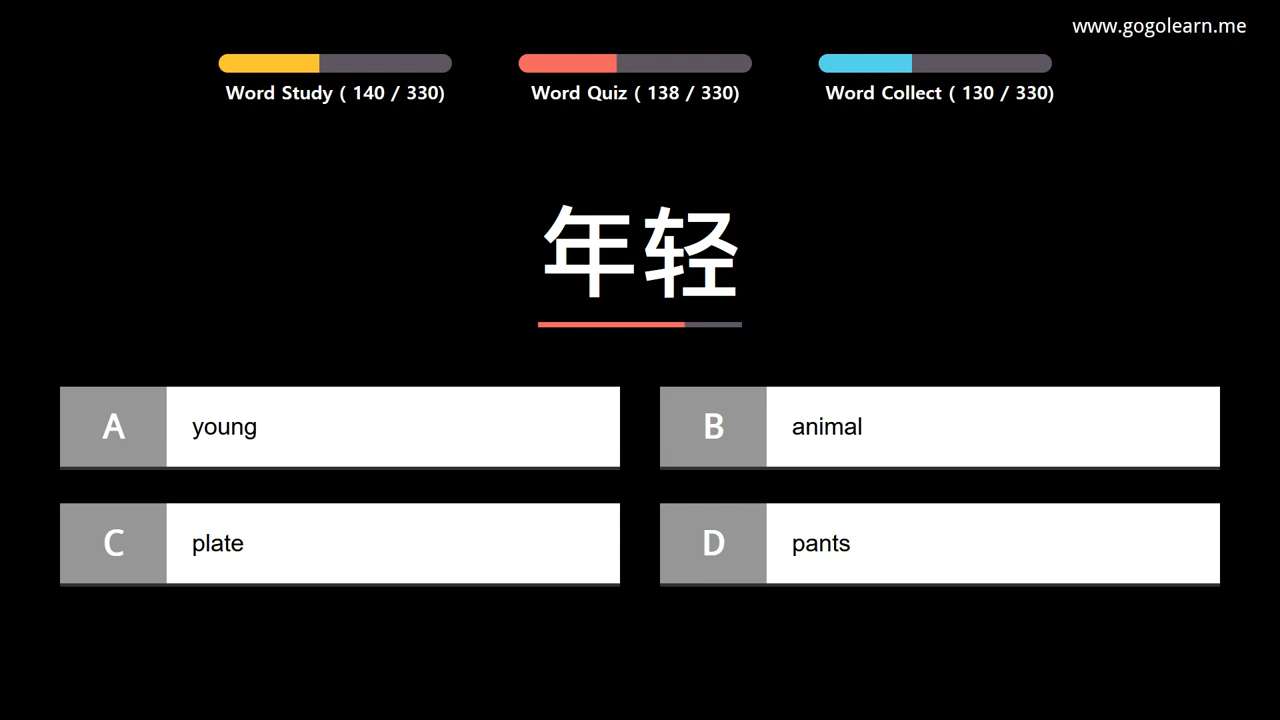 www.gogolearn.me
Word Study ( 140 / 330)
Word Quiz ( 138 / 330)
Word Collect ( 130 / 330)
年轻
A young
B animal
C plate
D pants